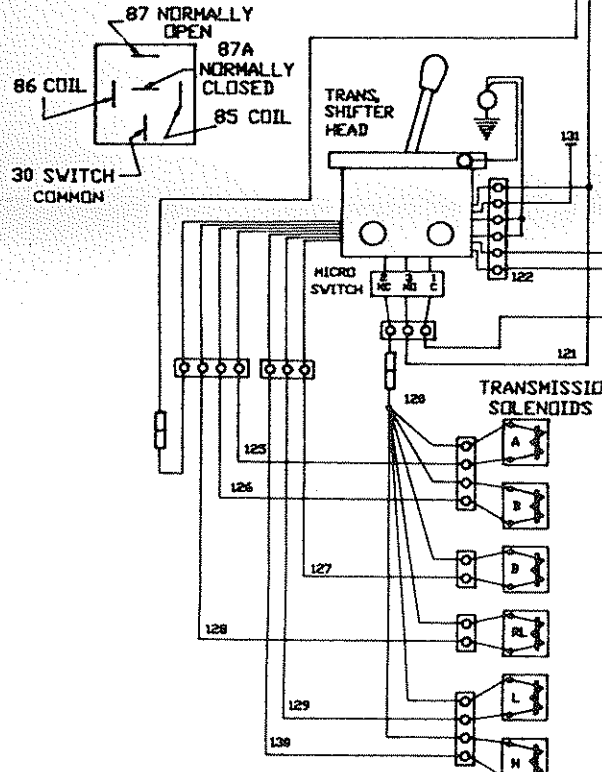 87 NORMALLY
OPEN
87A
NORMALLY
CLOSED
86 COIL
85 COIL
30 SWITCH
COMMON
TRANS.
SHIFTER
HEAD
131
122
MICRO
SWITCH
2 3 1
NC NO C
121
120
TRANSMISSIO
SOLENOIDS
A
125
126
B
127
D
128
RL
129
L
130
H